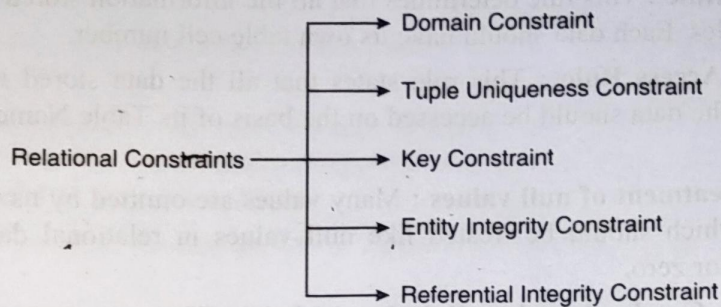 Domain Constraint
Tuple Uniqueness Constraint
Relational Constraints
Key Constraint
Entity Integrity Constraint
Referential Integrity Constraint